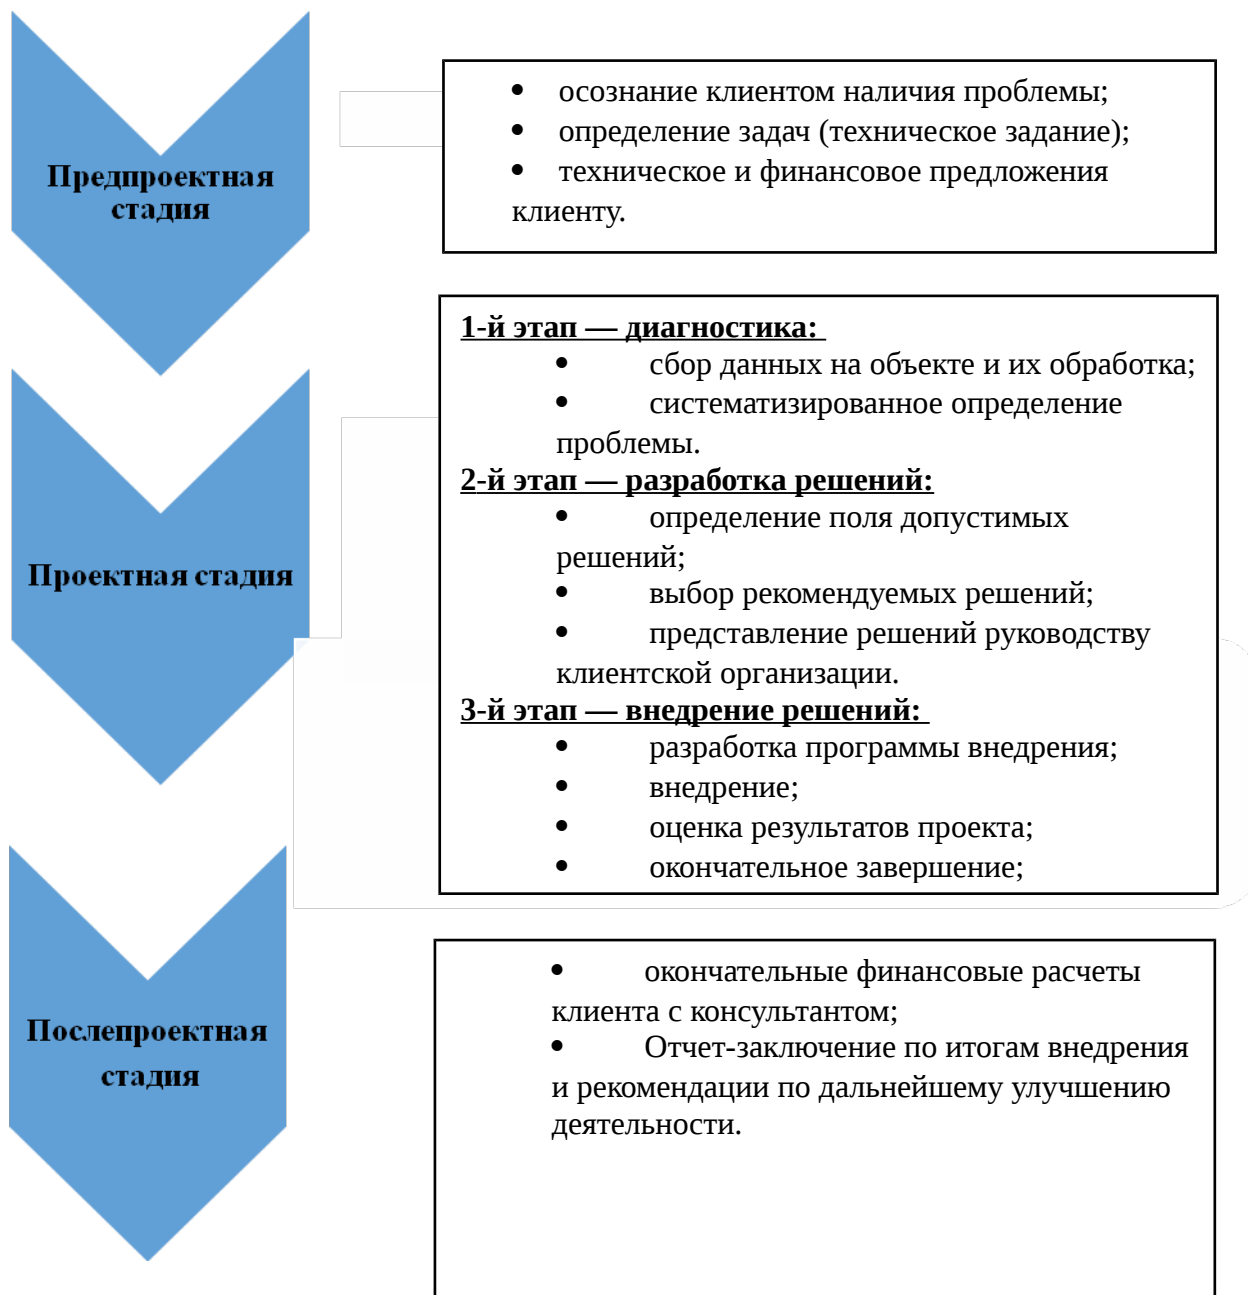 Предпроектная
стадия
• осознание клиентом наличия проблемы;
• определение задач (техническое задание);
• техническое и финансовое предложения
клиенту.
Проектная стадия
1-й этап — диагностика:
• сбор данных на объекте и их обработка;
• систематизированное определение
проблемы.
2-й этап — разработка решений:
• определение поля допустимых
решений;
• выбор рекомендуемых решений;
• представление решений руководству
клиентской организации.
3-й этап — внедрение решений:
• разработка программы внедрения;
• внедрение;
• оценка результатов проекта;
• окончательное завершение;
Послепроектная
стадия
• окончательные финансовые расчеты
клиента с консультантом;
• Отчет-заключение по итогам внедрения
и рекомендации по дальнейшему улучшению
деятельности.